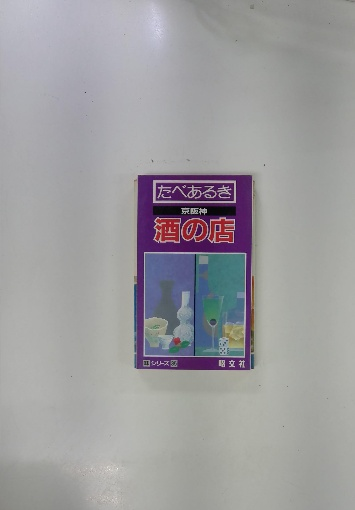 たべあるき
京阪神
酒の店
シリーズ
昭文社